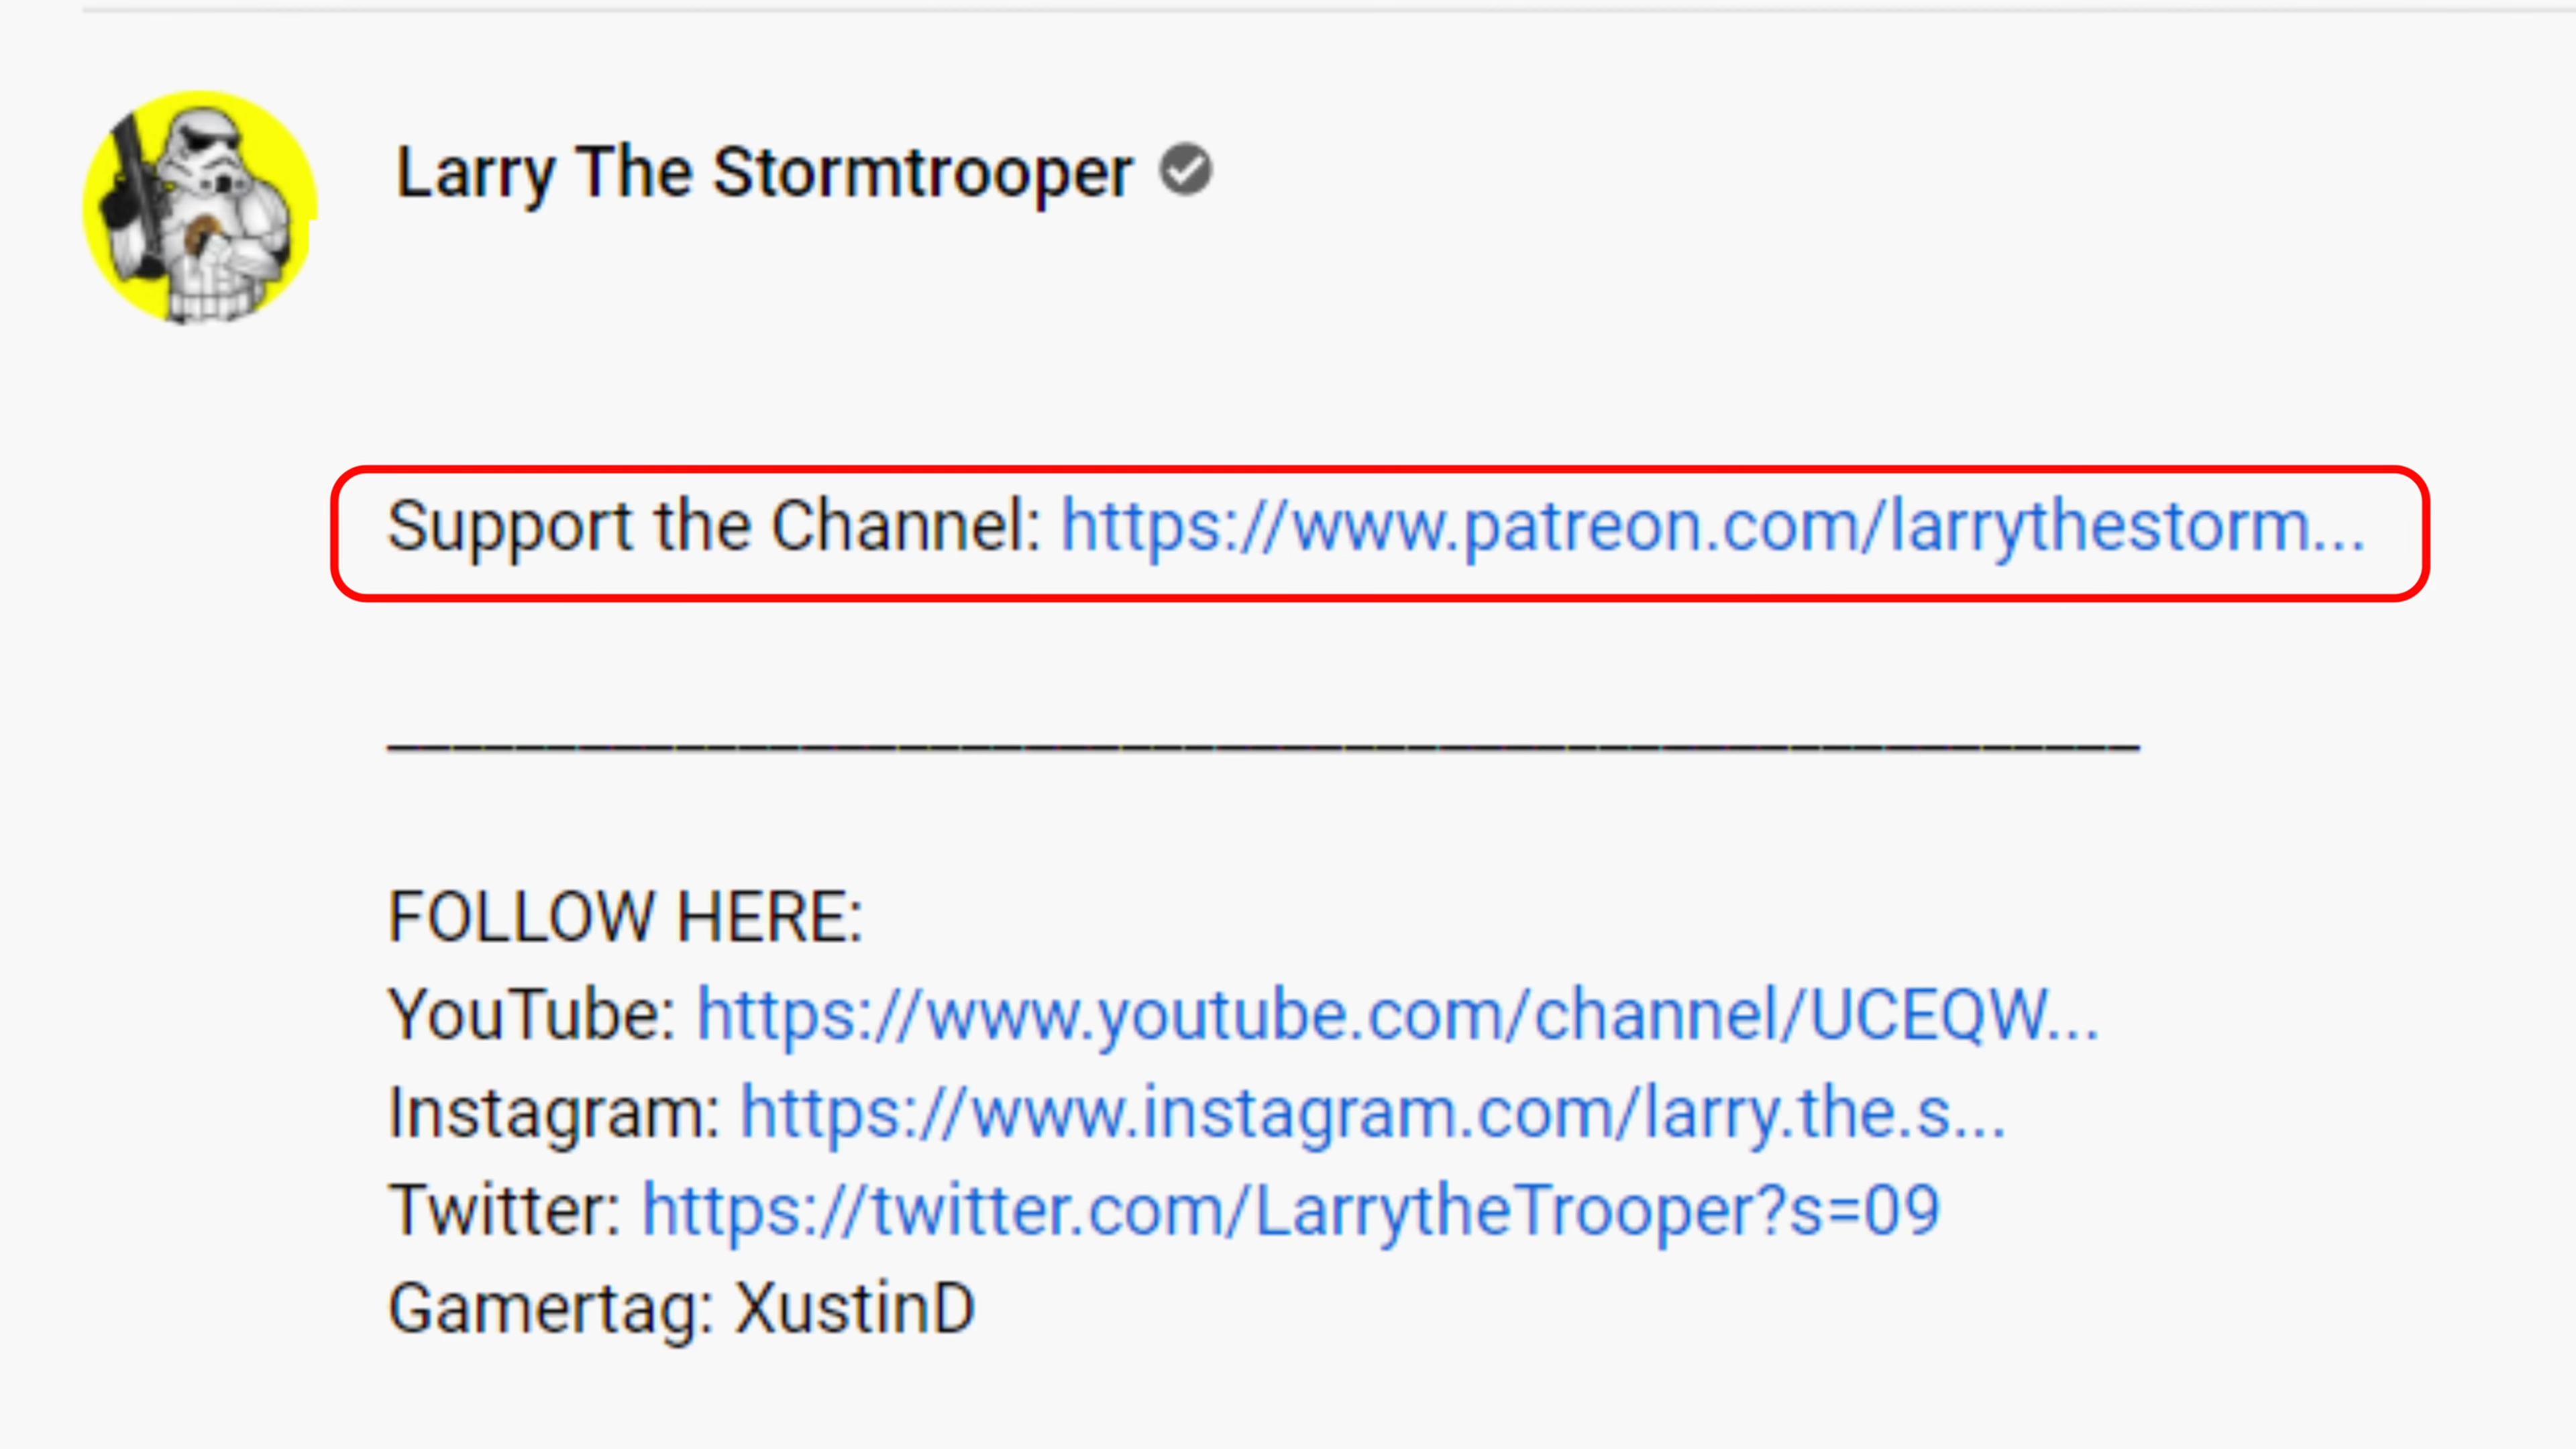 Larry The Stormtrooper
Support the Channel: https://www.patreon.com/larrythestorm...
FOLLOW HERE:
YouTube: https://www.youtube.com/channel/UCEQW...
Instagram: https://www.instagram.com/larry.the.s...
Twitter: https://twitter.com/LarrytheTrooper?s=09
Gamertag: XustinD